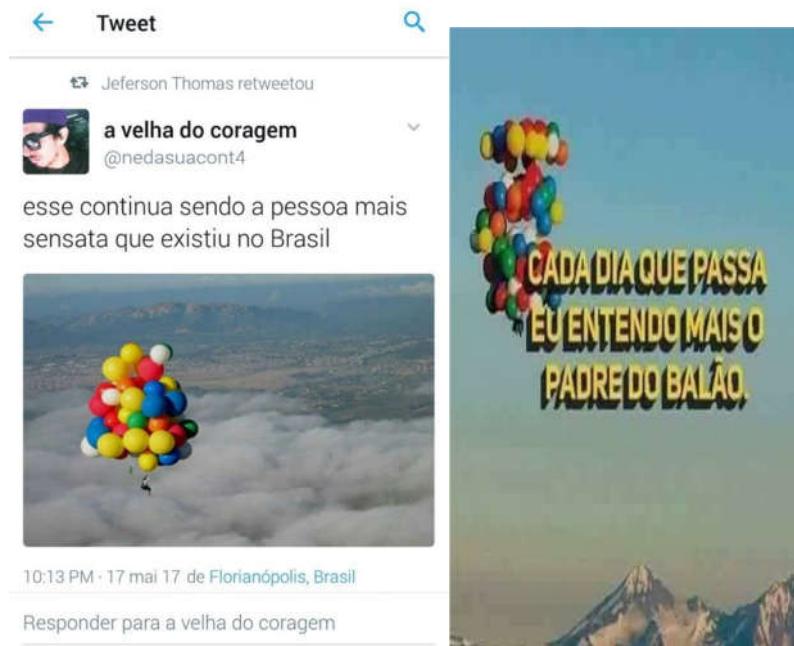 Tweet
Jeferson Thomas retweetou
a velha do coragem
@nedasuacont4
esse continua sendo a pessoa mais
sensata que existiu no Brasil
10:13 PM · 17 mai 17 de Florianópolis, Brasil
Responder para a velha do coragem
CADA DIA QUE PASSA
EU ENTENDO MAIS O
PADRE DO BALÃO.